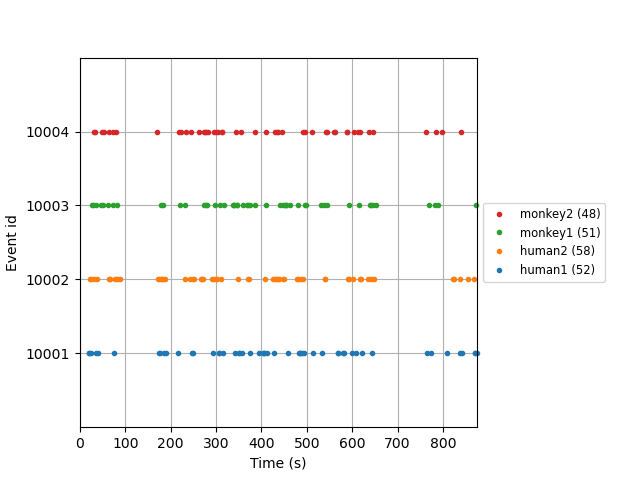 10004
10003
10002
10001
Event id
0 100 200 300 400 500 600 700 800
Time (s)
monkey2 (48)
monkey1 (51)
human2 (58)
human1 (52)